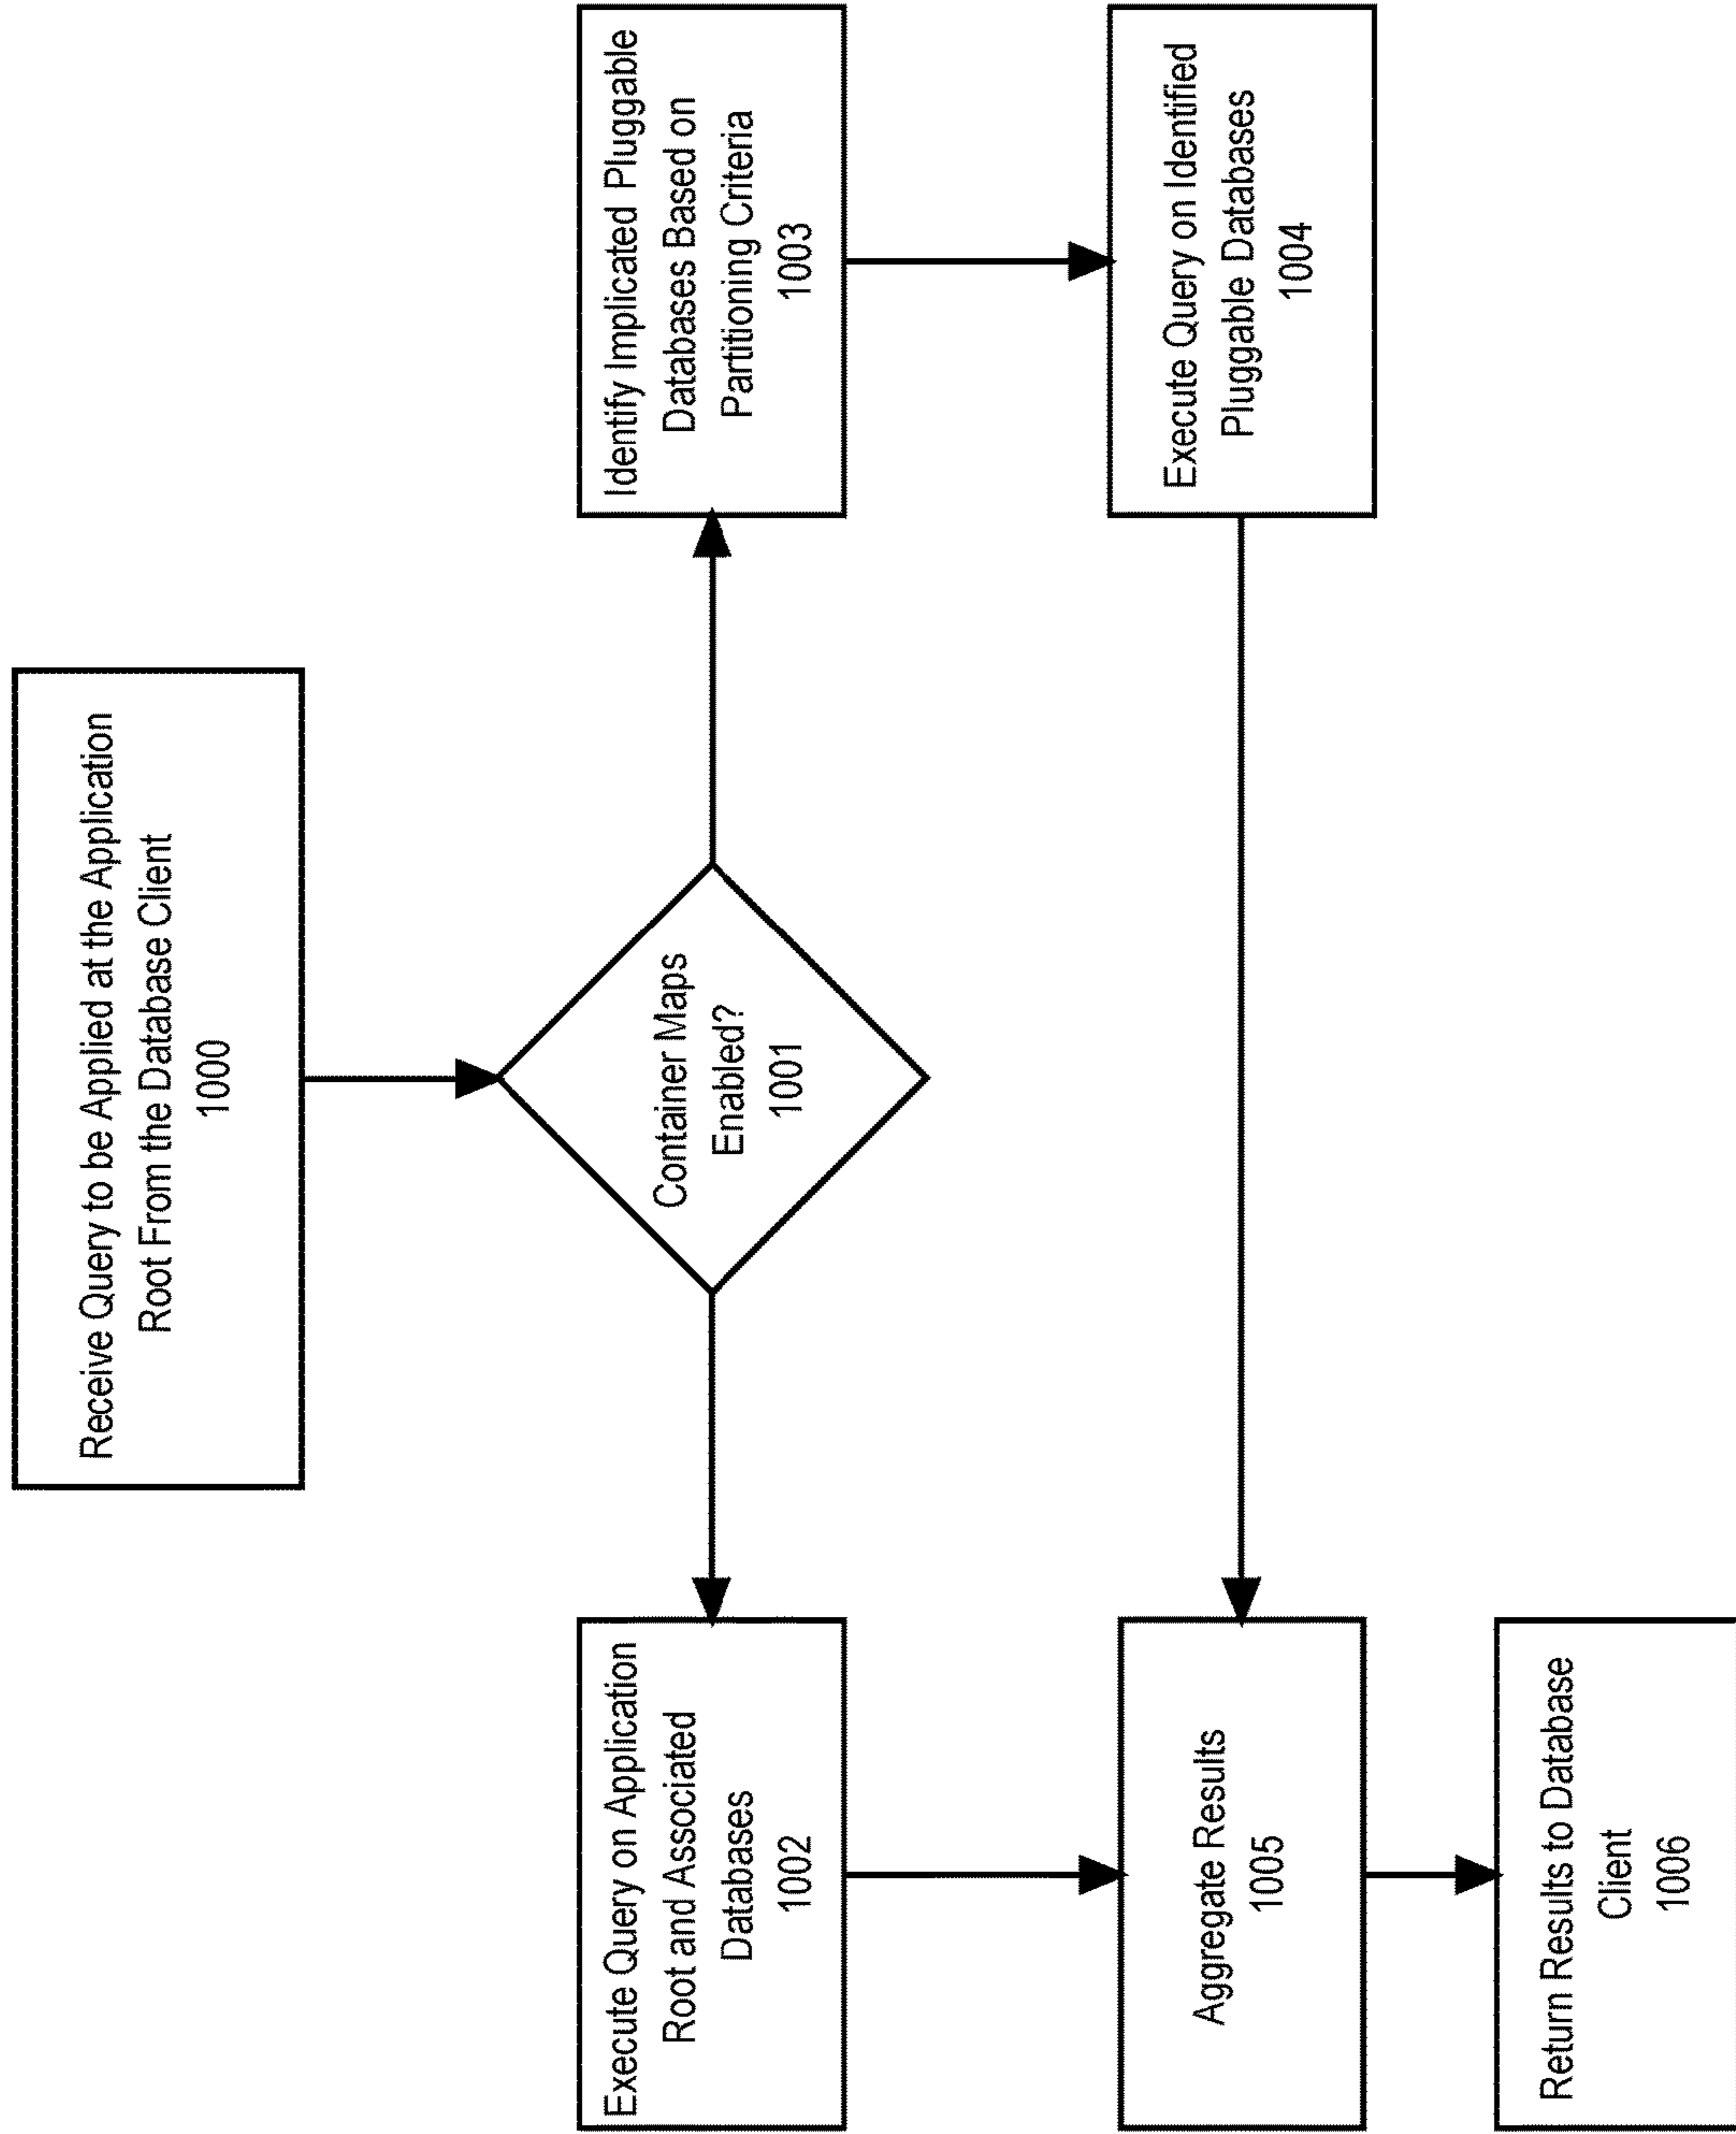 Receive Query to be Applied at the Application
Root From the Database Client
1000
Container Maps
Enabled?
1001
Execute Query on Application
Root and Associated
Databases
1002
Identify Implicated Pluggable
Databases Based on
Partitioning Criteria
1003
Execute Query on Identified
Pluggable Databases
1004
Aggregate Results
1005
Return Results to Database
Client
1006